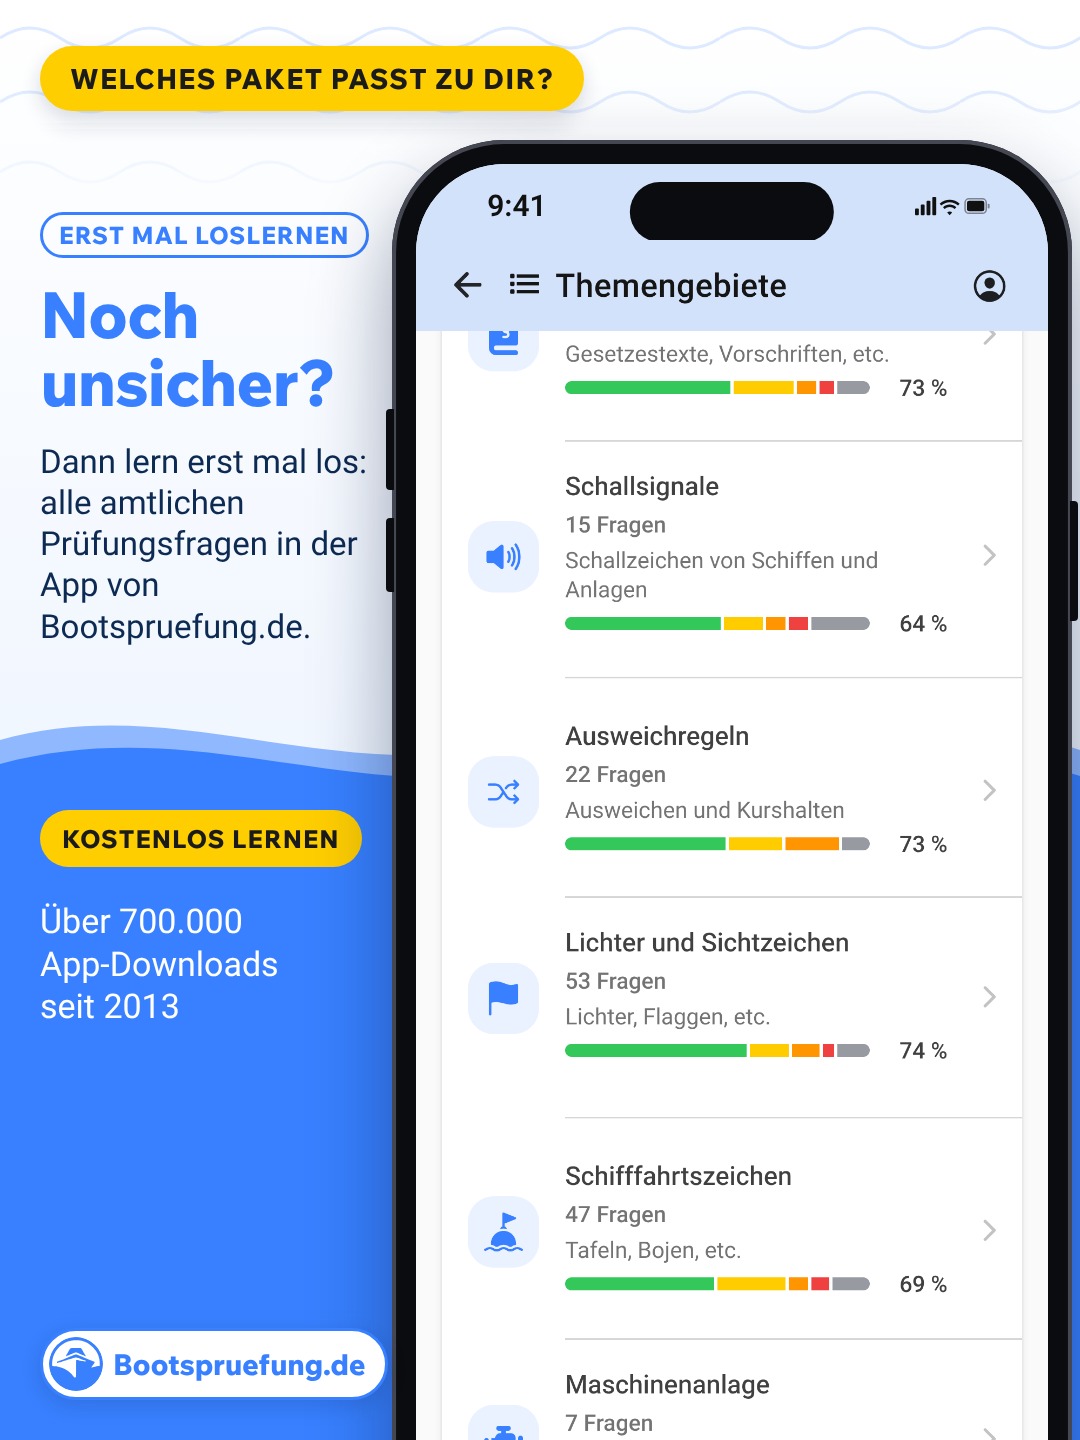 WELCHES PAKET PASST ZU DIR?
ERST MAL LOSLERNEN
Noch
unsicher?
Dann lern erst mal los:
alle amtlichen
Prüfungsfragen in der
App von
Bootspruefung.de.
KOSTENLOS LERNEN
Über 700.000
App-Downloads
seit 2013
Bootspruefung.de
9:41
Themengebiete
Gesetzestexte, Vorschriften, etc.
73 %
Schallsignale
15 Fragen
Schallzeichen von Schiffen und
Anlagen
64 %
Ausweichregeln
22 Fragen
Ausweichen und Kurshalten
73 %
Lichter und Sichtzeichen
53 Fragen
Lichter, Flaggen, etc.
74 %
Schifffahrtszeichen
47 Fragen
Tafeln, Bojen, etc.
69 %
Maschinenanlage
7 Fragen